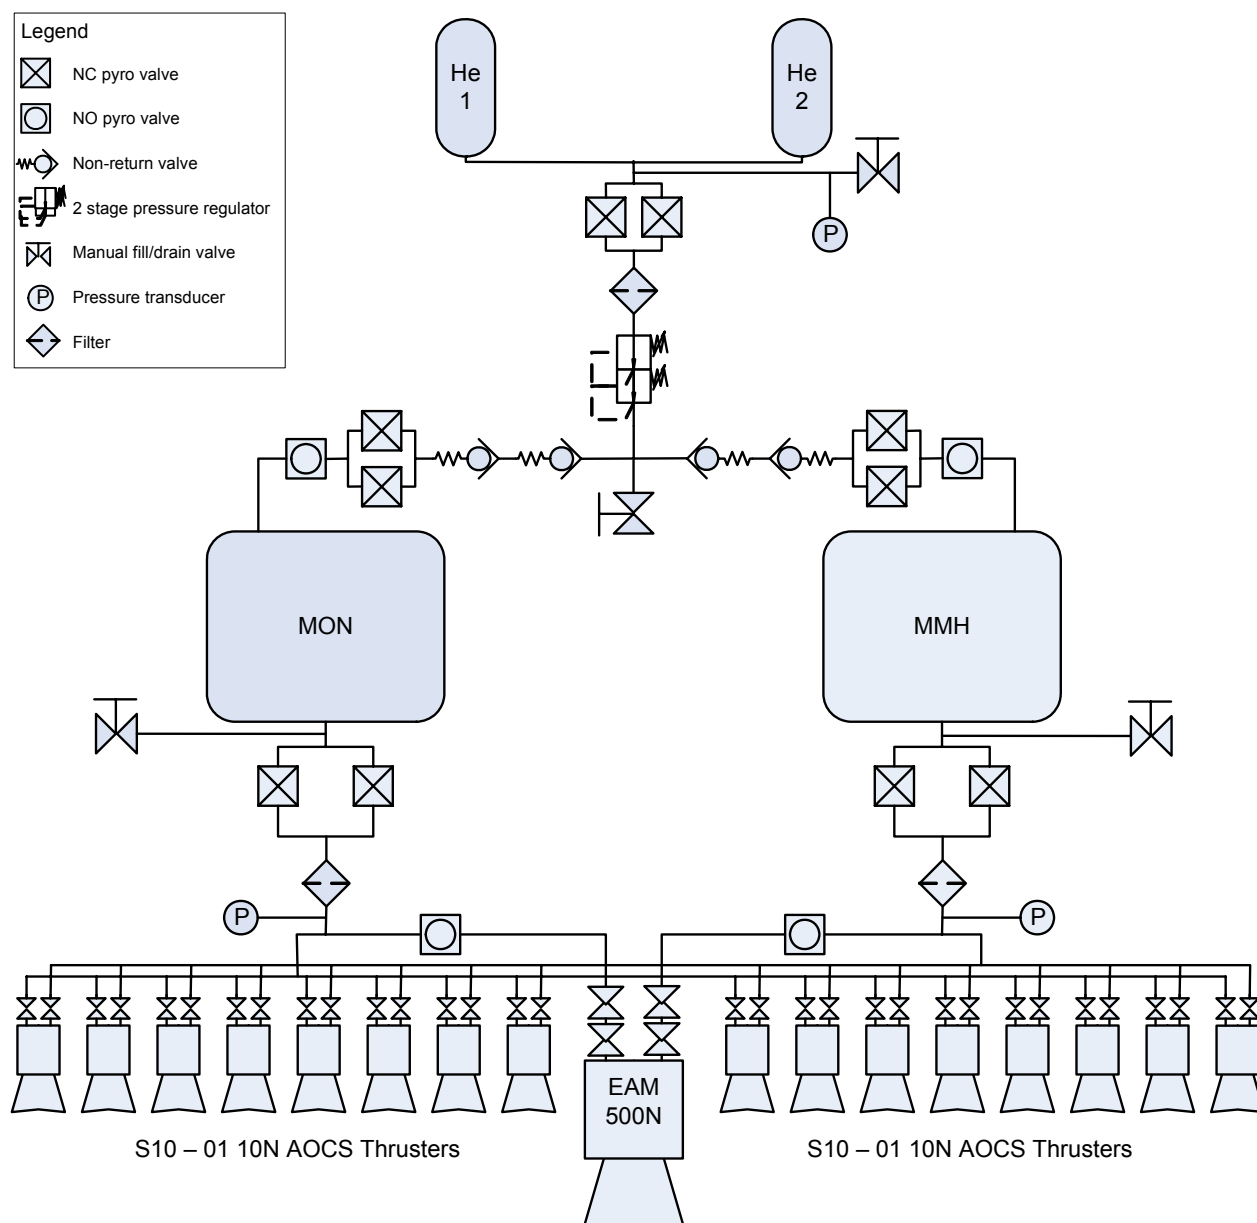 Legend
NC pyro valve
NO pyro valve
Non-return valve
2 stage pressure regulator
Manual fill/drain valve
P
Pressure transducer
Filter
He
1
He
2
P
MON
MMH
P
P
EAM
500N
S10 – 01 10N AOCS Thrusters
S10 – 01 10N AOCS Thrusters